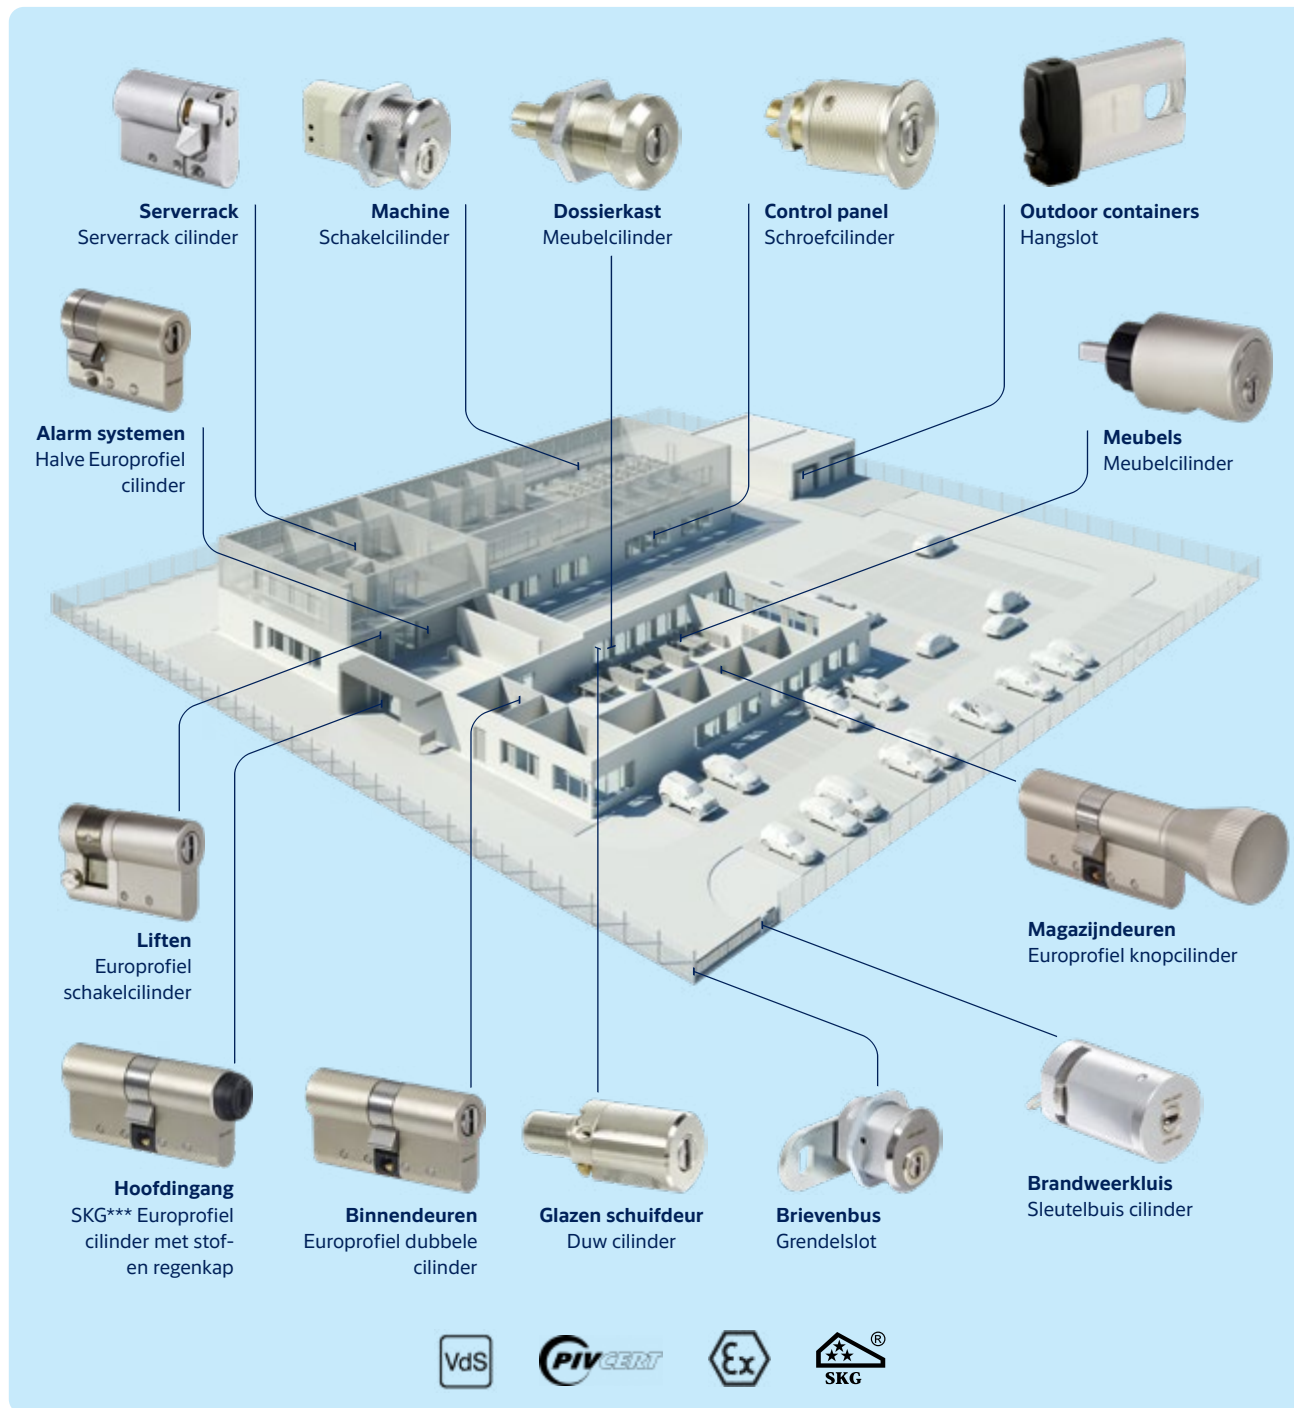 Serverrack
Serverrack cilinder
Machine
Schakelcilinder
Dossierkast
Meubelcilinder
Control panel
Schroefcilinder
Outdoor containers
Hangslot
Alarm systemen
Halve Europrofiel
cilinder
Meubels
Meubelcilinder
Liften
Europrofiel
schakelcilinder
Magazijndeuren
Europrofiel knopcilinder
Hoofdingang
SKG*** Europrofiel
cilinder met stof-
en regenkap
Binnendeuren
Europrofiel dubbele
cilinder
Glazen schuifdeur
Duw cilinder
Brievenbus
Grendelslot
Brandweerkluis
Sleutelbuis cilinder
VdS
PIVCERT
Ex
®
SKG